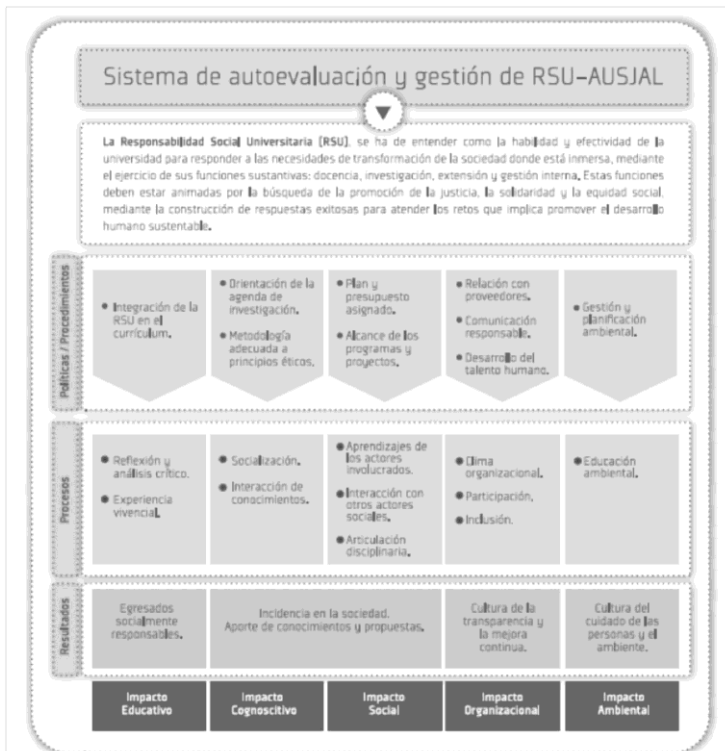 Sistema de autoevaluación y gestión de RSU-AUSJAL
La Responsabilidad Social Universitaria (RSU), se ha de entender como la habilidad y efectividad de la
universidad para responder a las necesidades de transformación de la sociedad donde está inmersa, mediante
el ejercicio de sus funciones sustantivas: docencia, investigación, extensión y gestión interna. Estas funciones
deben estar animadas por la búsqueda de la promoción de la justicia, la solidaridad y la equidad social,
mediante la construcción de respuestas exitosas para atender los retos que implica promover el desarrollo
humano sustentable.
Políticas / Procedimientos
• Integración de la
RSU en el
currículum.
• Orientación de la
agenda de
investigación.
• Metodología
adecuada a
principios éticos.
• Plan y
presupuesto
asignado.
• Alcance de los
programas y
proyectos.
• Relación con
proveedores.
• Comunicación
responsable.
• Desarrollo del
talento humano.
• Gestión y
planificación
ambiental.
Procesos
• Reflexión y
análisis crítico.
• Experiencia
vivencial.
• Socialización.
• Interacción de
conocimientos.
• Aprendizajes de
los actores
involucrados.
• Interacción con
otros actores
sociales.
• Articulación
disciplinaria.
• Clima
organizacional.
• Participación.
• Inclusión.
• Educación
ambiental.
Resultados
Egresados
socialmente
responsables.
Incidencia en la sociedad.
Aporte de conocimientos y propuestas.
Cultura de la
transparencia y
la mejora
continua.
Cultura del
cuidado de las
personas y el
ambiente.
Impacto
Educativo
Impacto
Cognoscitivo
Impacto
Social
Impacto
Organizacional
Impacto
Ambiental